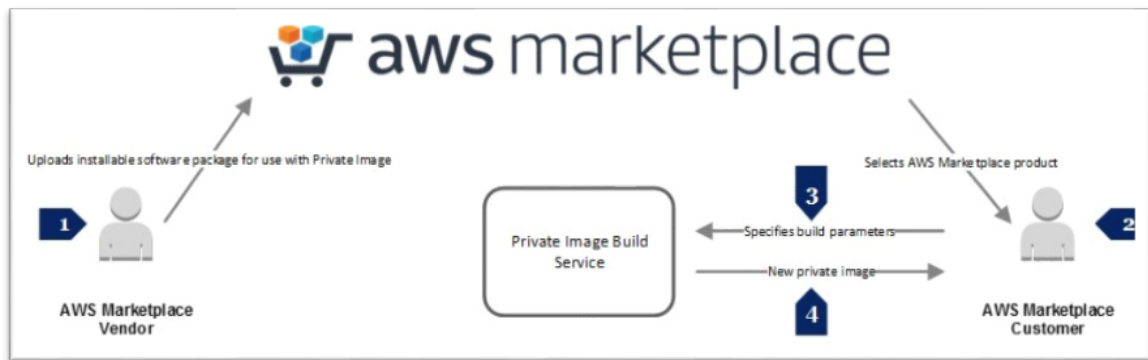 aws marketplace
Uploads installable software package for use with Private Image
Selects AWS Marketplace product
3
1
2
Specifies build parameters
Private Image Build
Service
New private image
4
AWS Marketplace
Vendor
AWS Marketplace
Customer